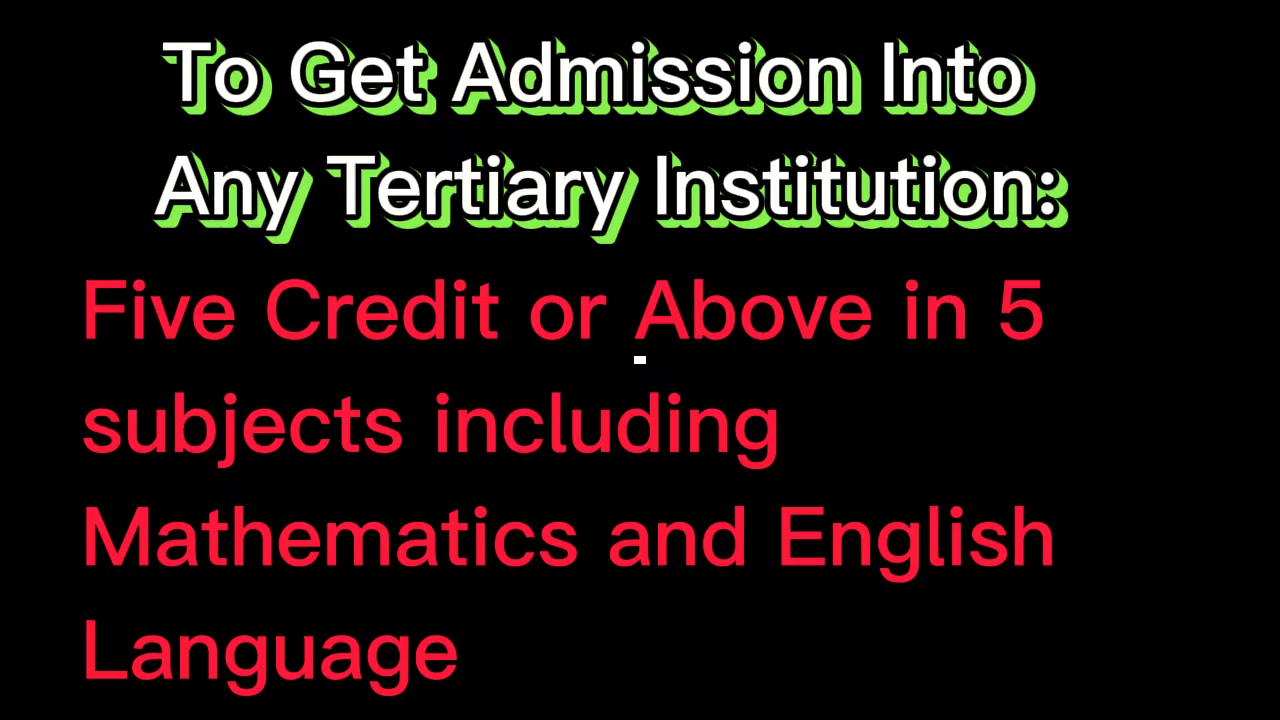 To Get Admission Into
Any Tertiary Institution:
Five Credit or Above in 5
subjects including
Mathematics and English
Language